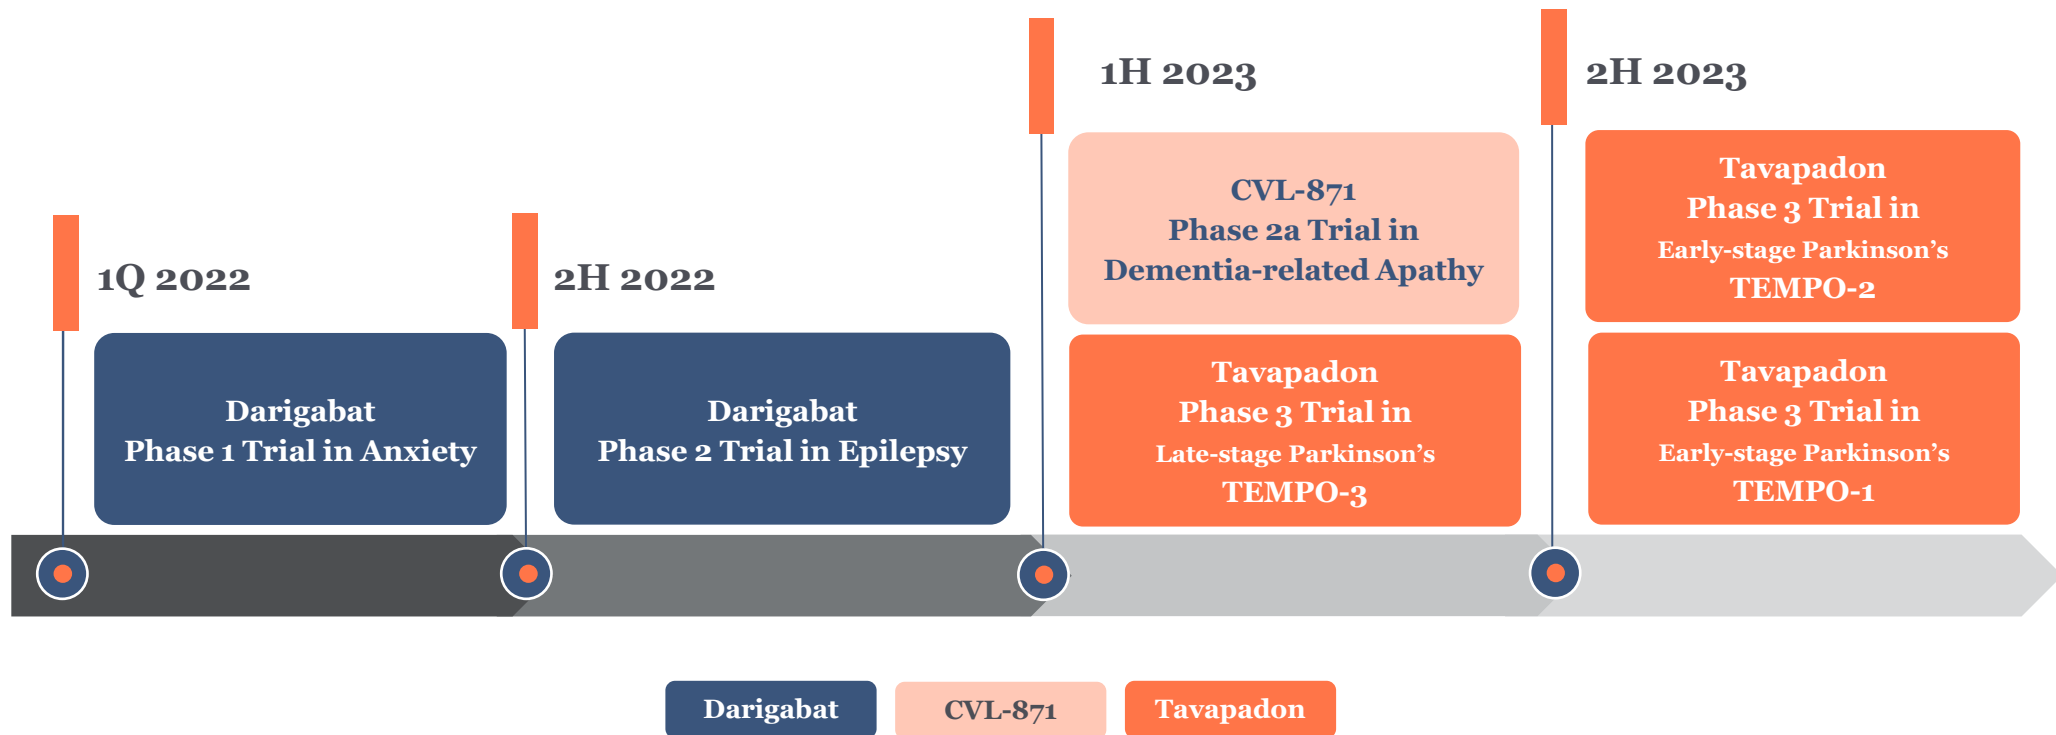 1Q 2022
Darigabat
Phase 1 Trial in Anxiety
2H 2022
Darigabat
Phase 2 Trial in Epilepsy
1H 2023
CVL-871
Phase 2a Trial in
Dementia-related Apathy
Tavapadon
Phase 3 Trial in
Late-stage Parkinson’s
TEMPO-3
2H 2023
Tavapadon
Phase 3 Trial in
Early-stage Parkinson’s
TEMPO-2
Tavapadon
Phase 3 Trial in
Early-stage Parkinson’s
TEMPO-1
Darigabat
CVL-871
Tavapadon